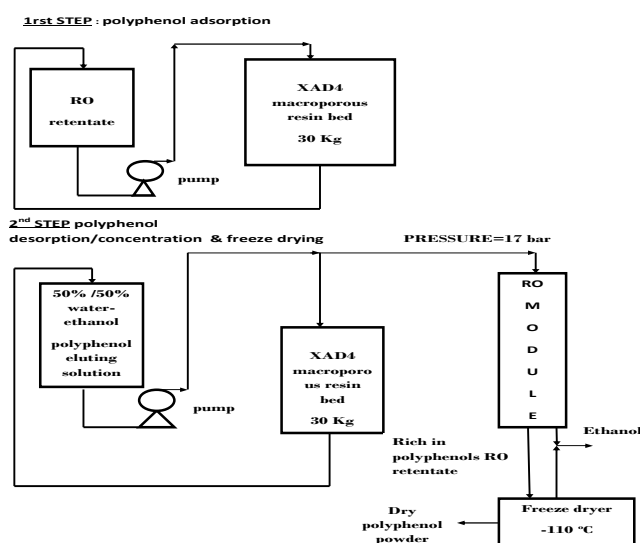 1rst STEP : polyphenol adsorption
RO
retentate
pump
XAD4
macroporous
resin bed
30 Kg
2nd STEP polyphenol
desorption/concentration & freeze drying
PRESSURE=17 bar
50% /50%
water-
ethanol
polyphenol
eluting
solution
pump
XAD4
macroporo
us resin
bed
30 Kg
RO
M
O
D
U
L
E
Ethanol
Rich in
polyphenols RO
retentate
Freeze dryer
-110 ºC
Dry
polyphenol
powder